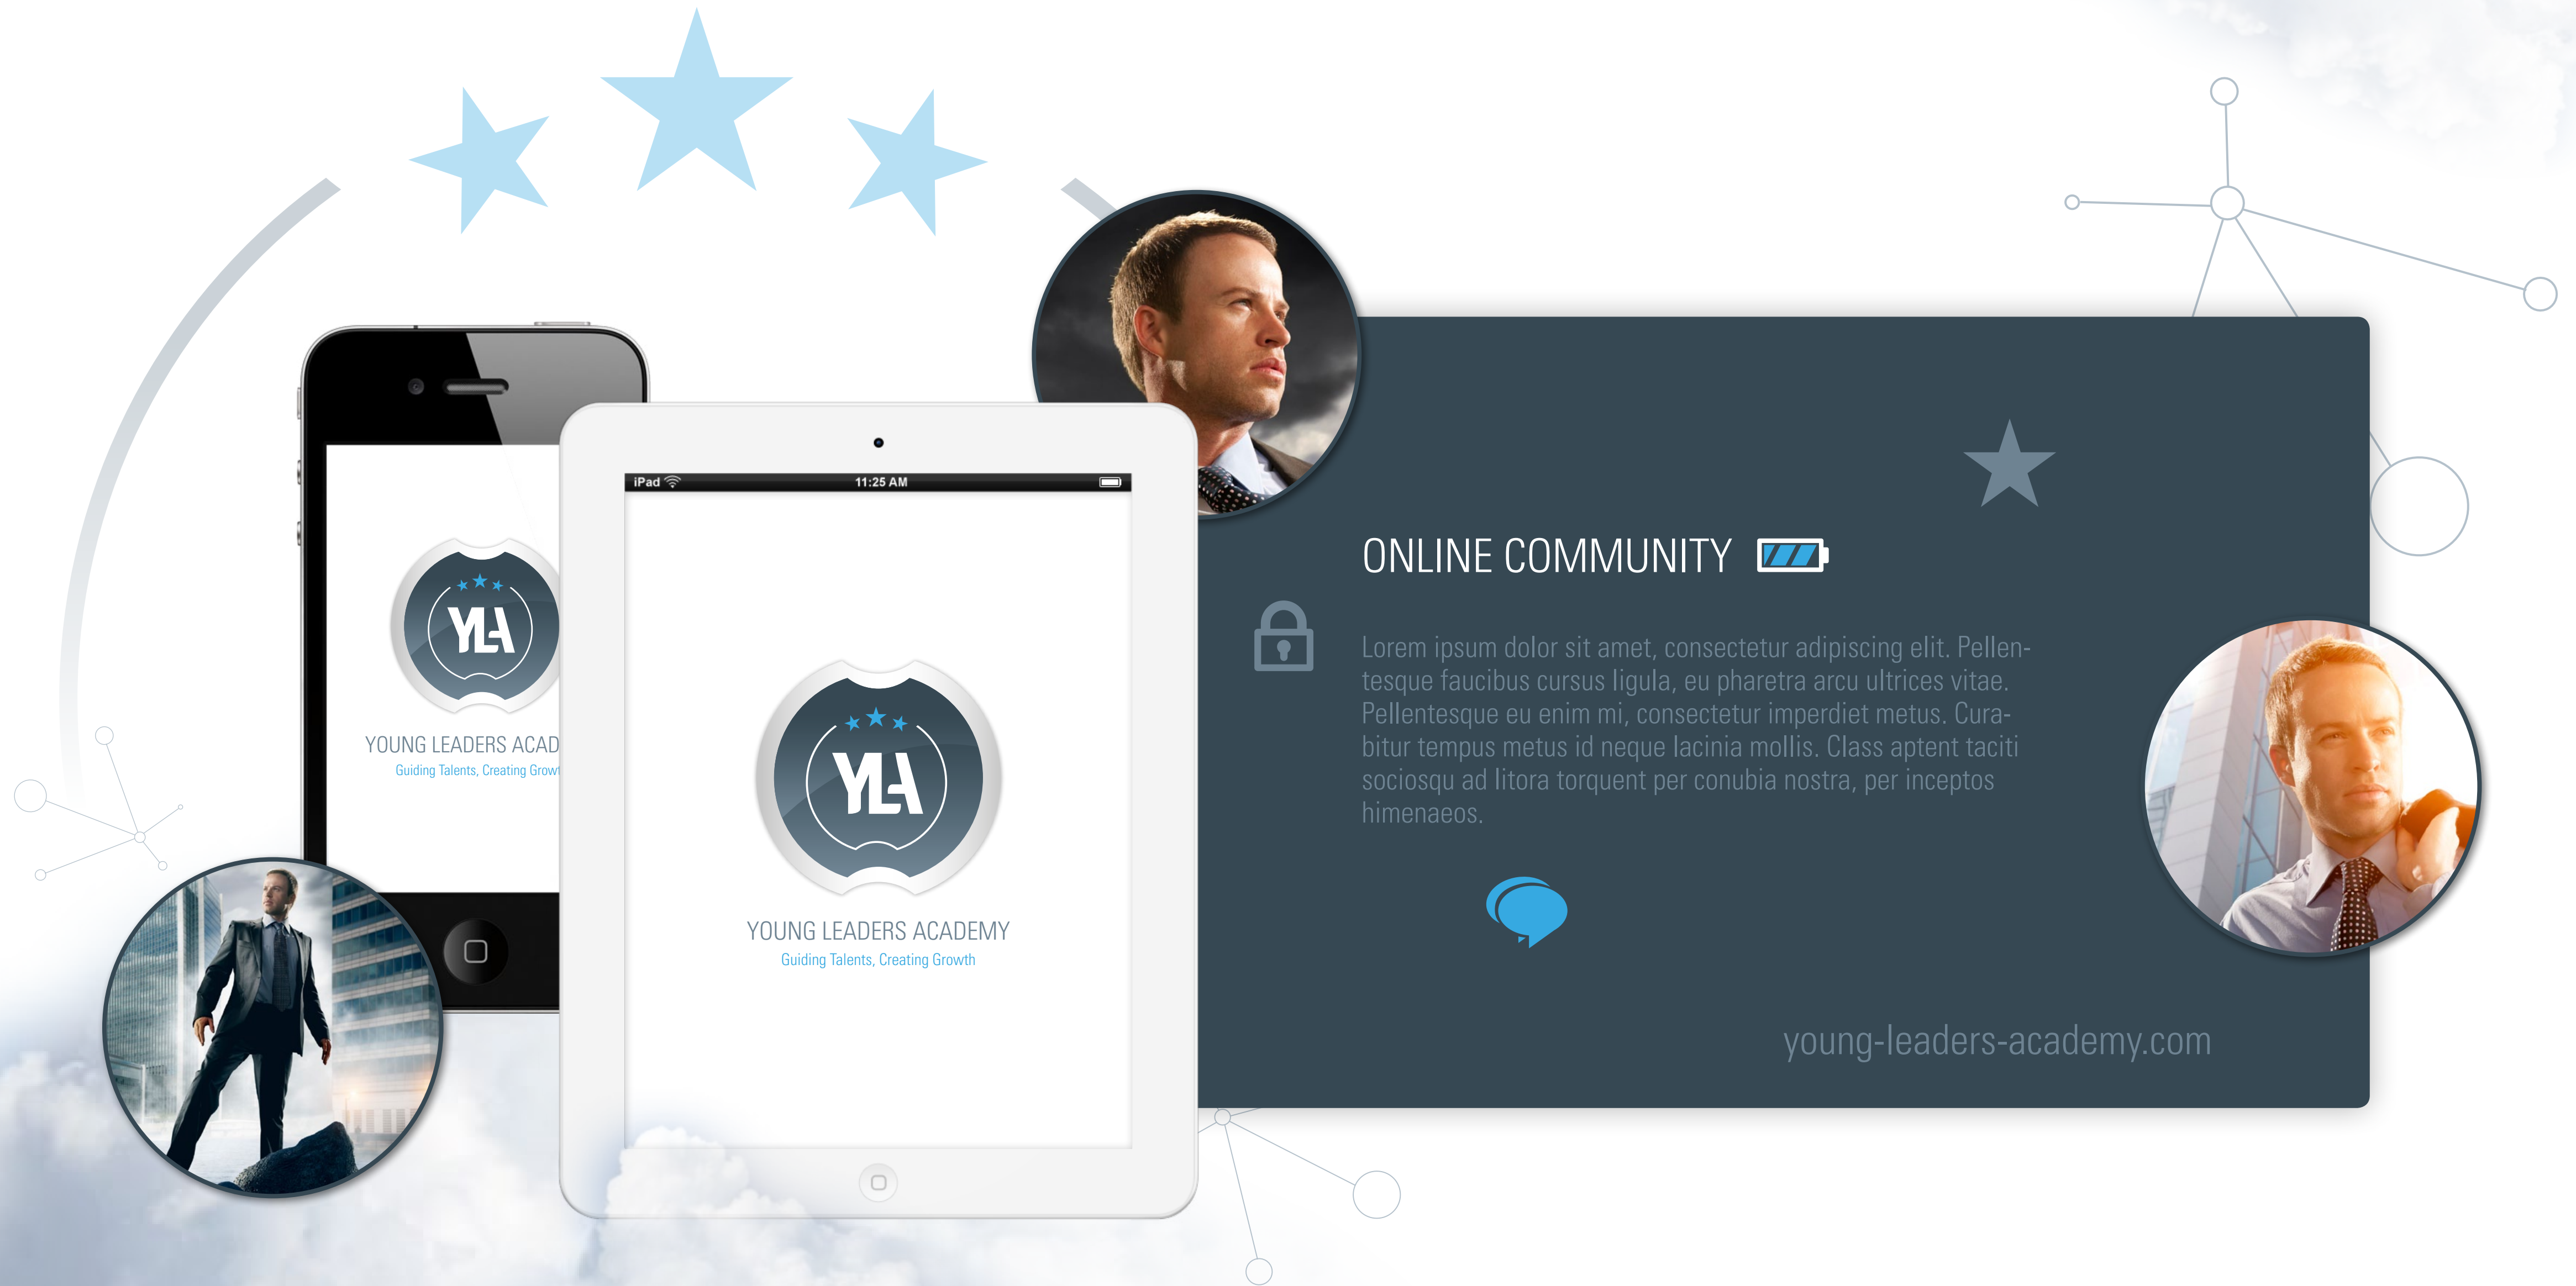 YLA
YOUNG LEADERS ACAD
Guiding Talents, Creating Growt
iPad 11:25 AM
YLA
YOUNG LEADERS ACADEMY
Guiding Talents, Creating Growth
ONLINE COMMUNITY
Lorem ipsum dolor sit amet, consectetur adipiscing elit. Pellen-
tesque faucibus cursus ligula, eu pharetra arcu ultrices vitae.
Pellentesque eu enim mi, consectetur imperdiet metus. Cura-
bitur tempus metus id neque lacinia mollis. Class aptent taciti
sociosqu ad litora torquent per conubia nostra, per inceptos
himenaeos.
young-leaders-academy.com